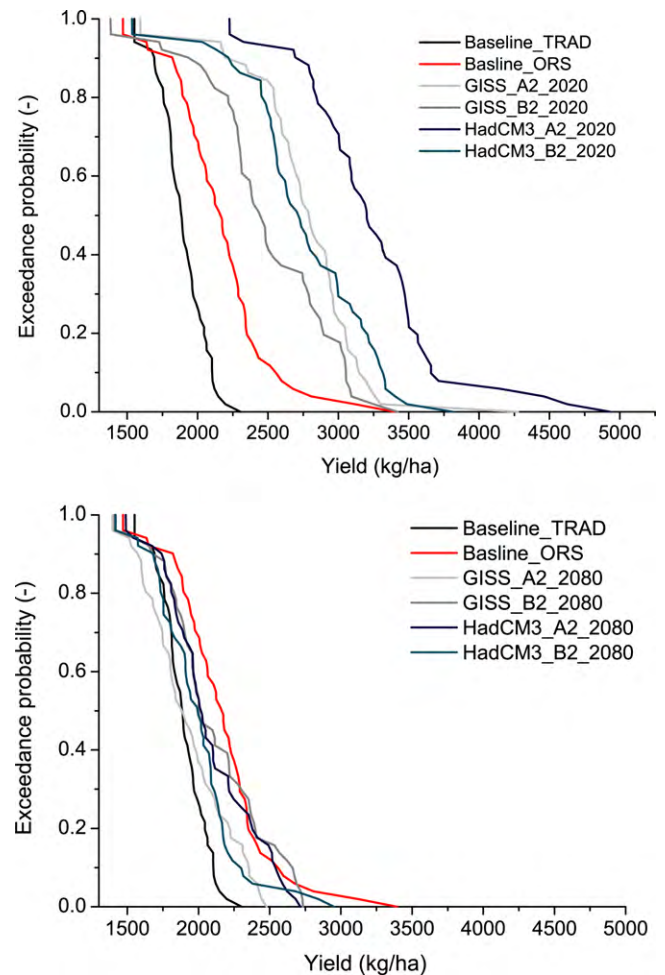 1.0
0.8
0.6
0.4
0.2
0.0
Exceedance probability (-)
Baseline_TRAD
Basline_ORS
GISS_A2_2020
GISS_B2_2020
HadCM3_A2_2020
HadCM3_B2_2020
1500 2000 2500 3000 3500 4000 4500 5000
Yield (kg/ha)
1.0
0.8
0.6
0.4
0.2
0.0
Exceedance probability (-)
Baseline_TRAD
Basline_ORS
GISS_A2_2080
GISS_B2_2080
HadCM3_A2_2080
HadCM3_B2_2080
1500 2000 2500 3000 3500 4000 4500 5000
Yield (kg/ha)